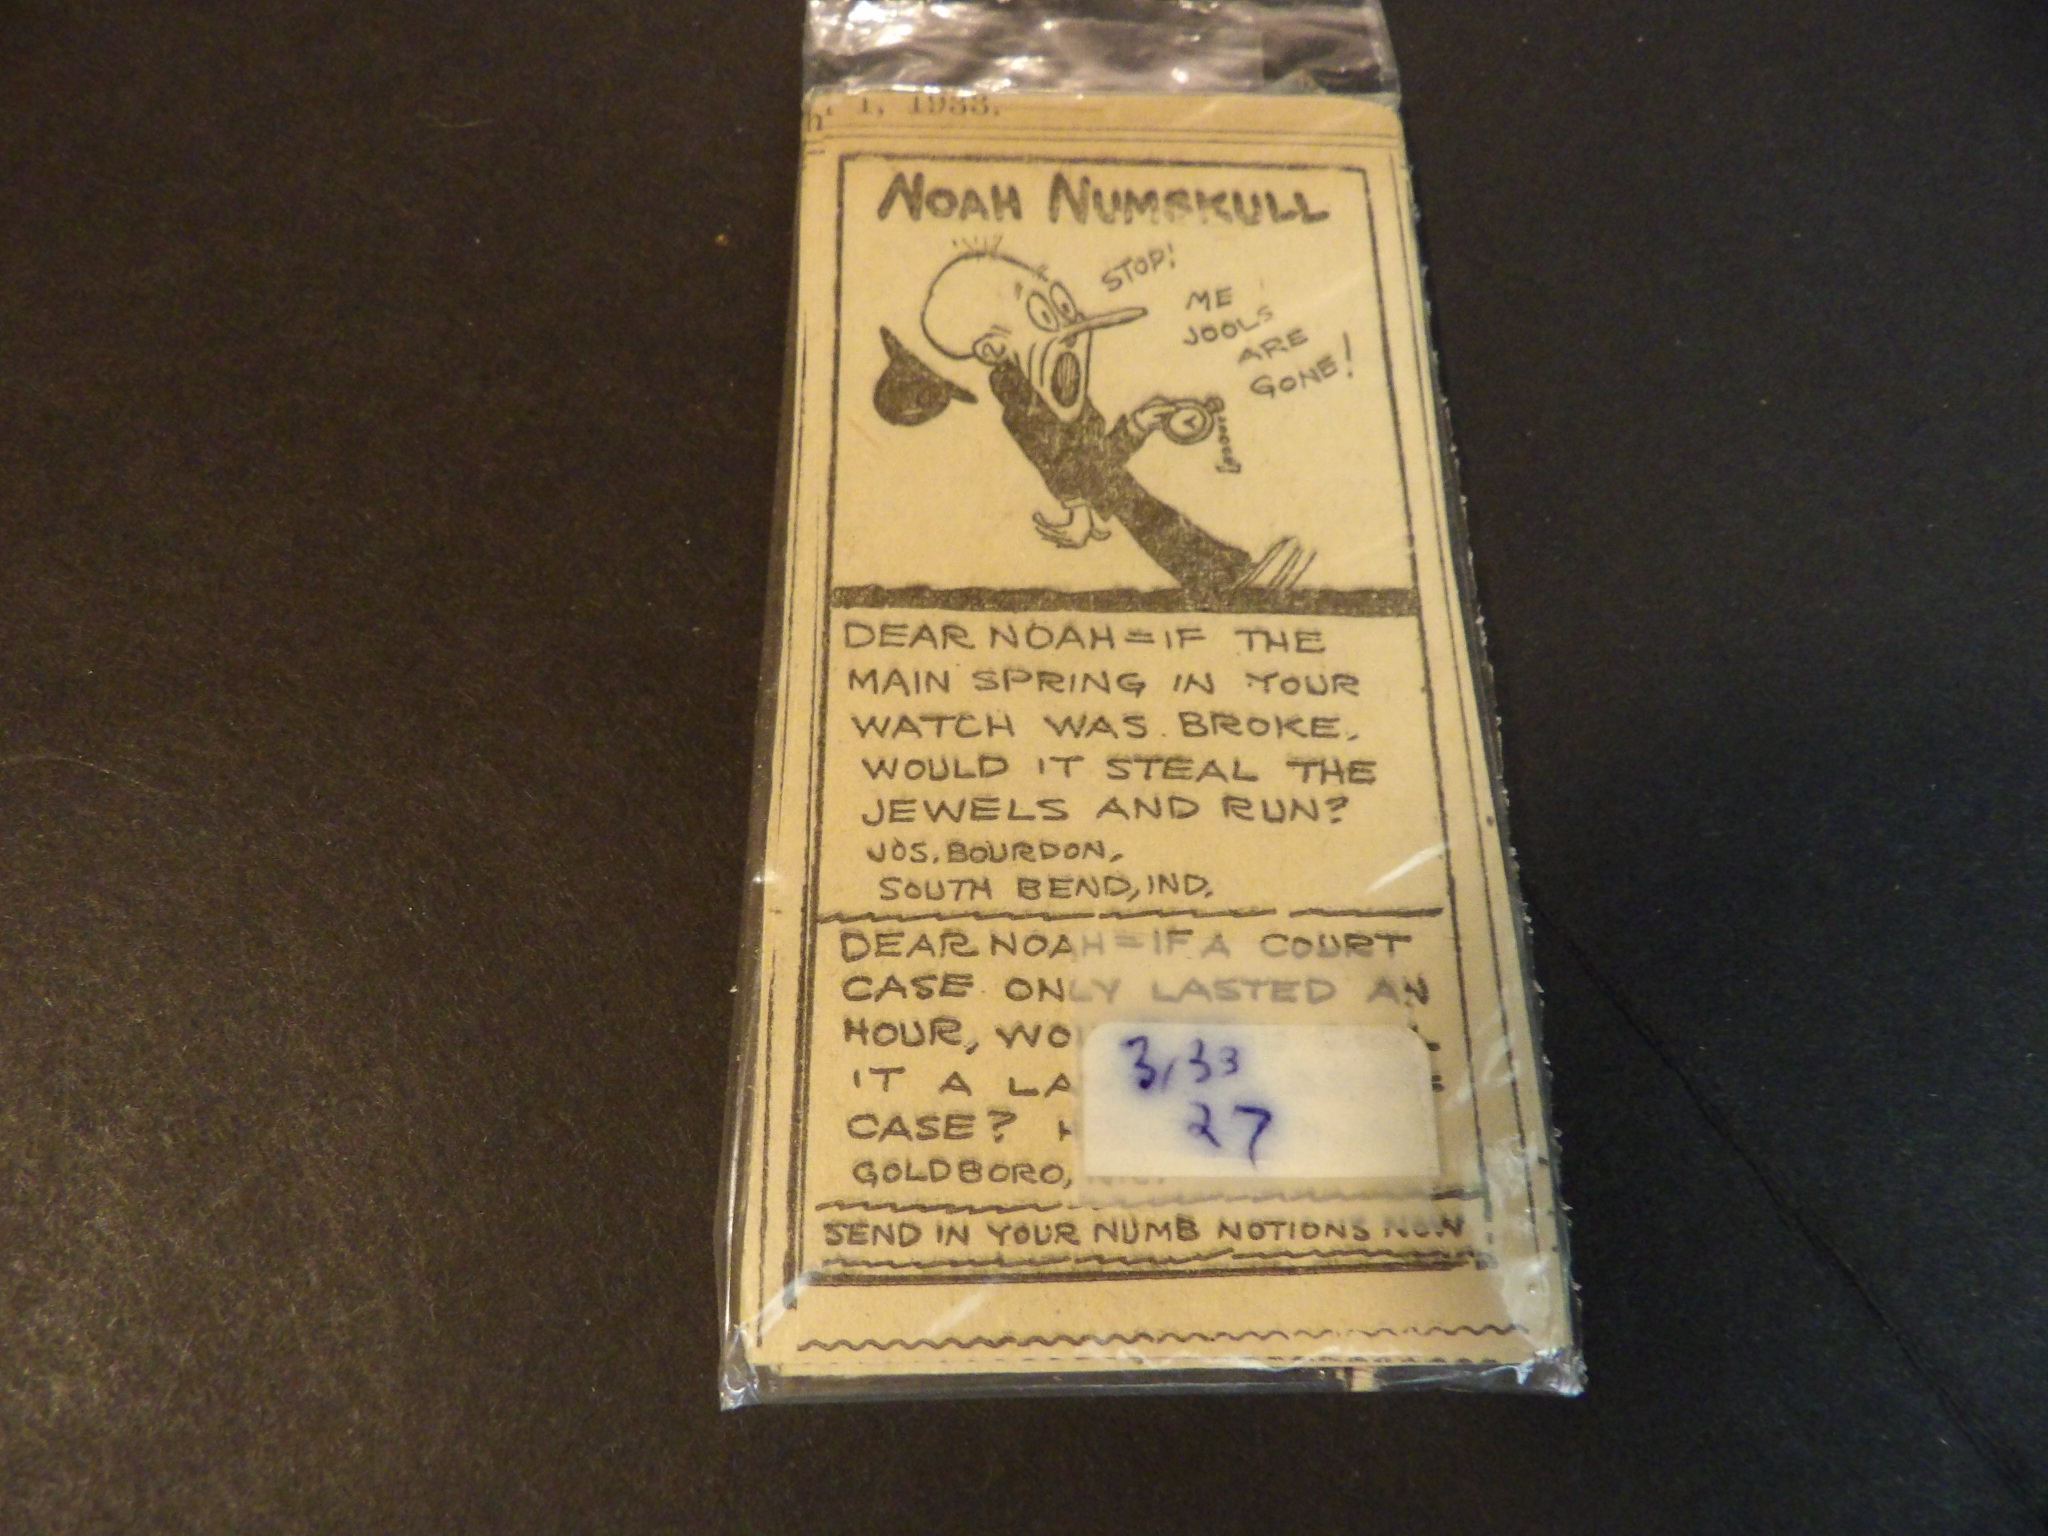 1, 1933.
NOAH NUMSKULL
STOP!
ME
JOOLS
ARE
GONE!
DEAR NOAH = IF THE
MAIN SPRING IN YOUR
WATCH WAS BROKE,
WOULD IT STEAL THE
JEWELS AND RUN?
JOS. BOURDON,
SOUTH BEND, IND.
DEAR NOAH = IF A COURT
CASE ONLY LASTED AN
HOUR,
IT A
CASE?
GOLDBORO,
SEND IN YOUR NUMB NOTIONS NOW
3,33
27